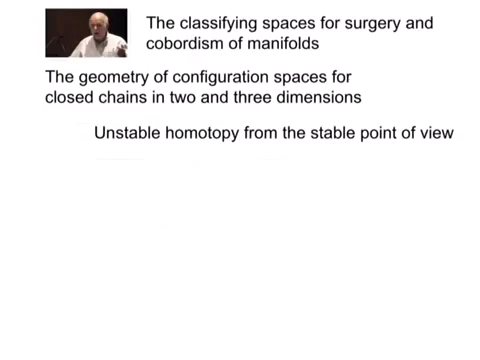 The classifying spaces for surgery and
cobordism of manifolds
The geometry of configuration spaces for
closed chains in two and three dimensions
Unstable homotopy from the stable point of view